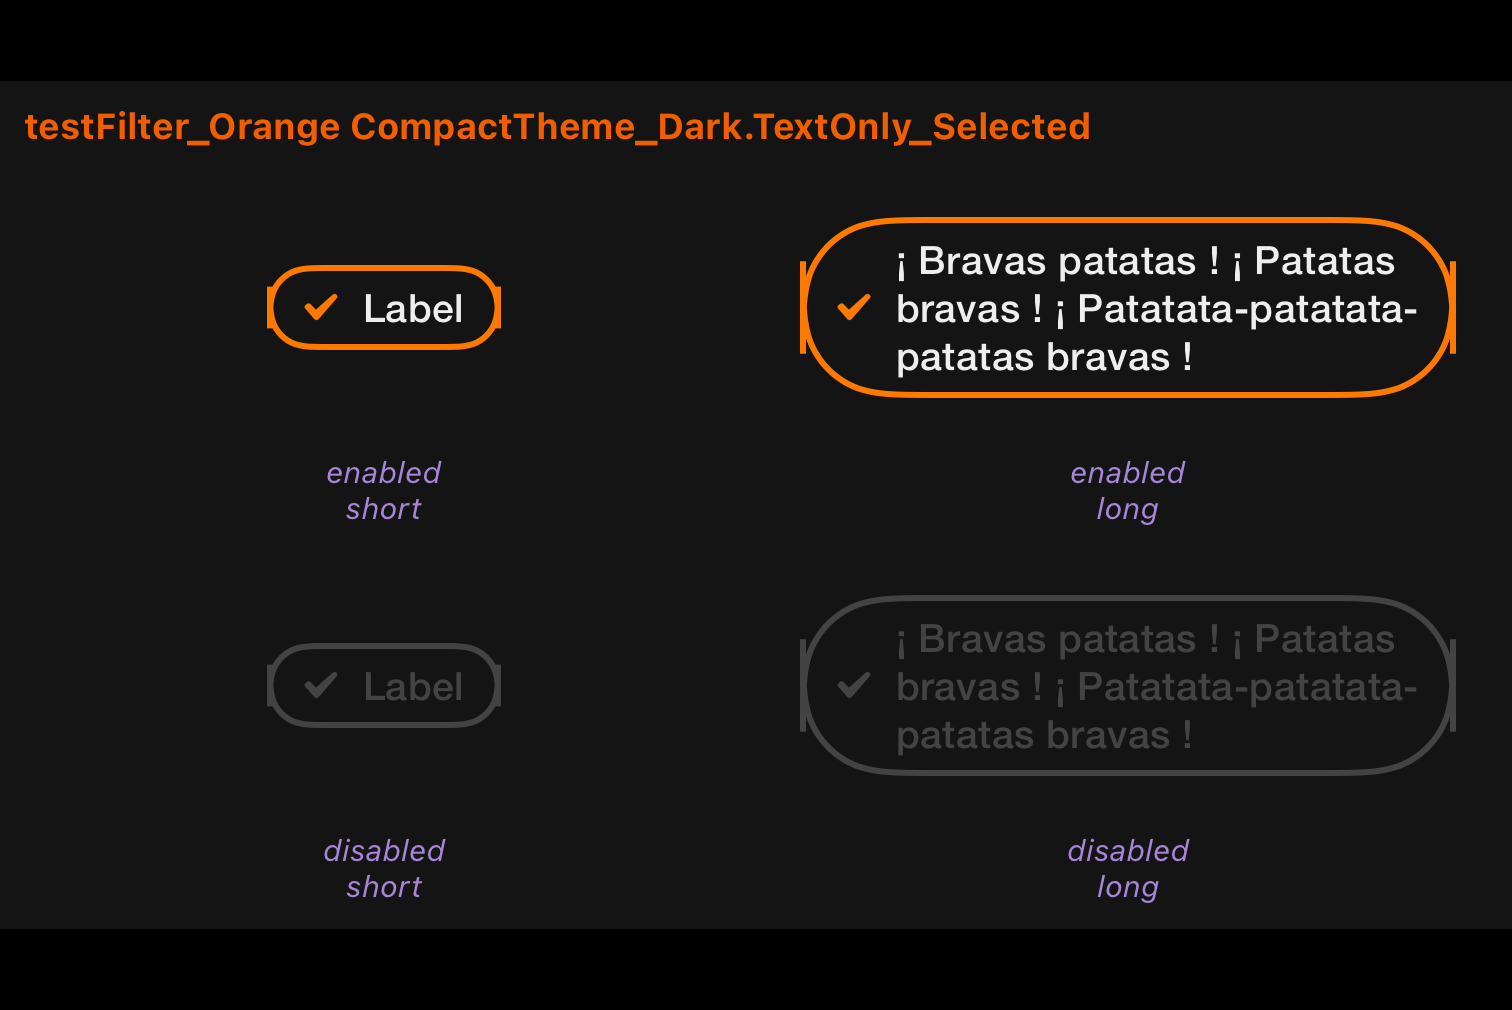 testFilter_Orange CompactTheme_Dark.TextOnly_Selected
Label
¡ Bravas patatas ! ¡ Patatas
bravas ! ¡ Patatata-patatata-
patatas bravas !
enabled
short
enabled
long
Label
¡ Bravas patatas ! ¡ Patatas
bravas ! ¡ Patatata-patatata-
patatas bravas !
disabled
short
disabled
long